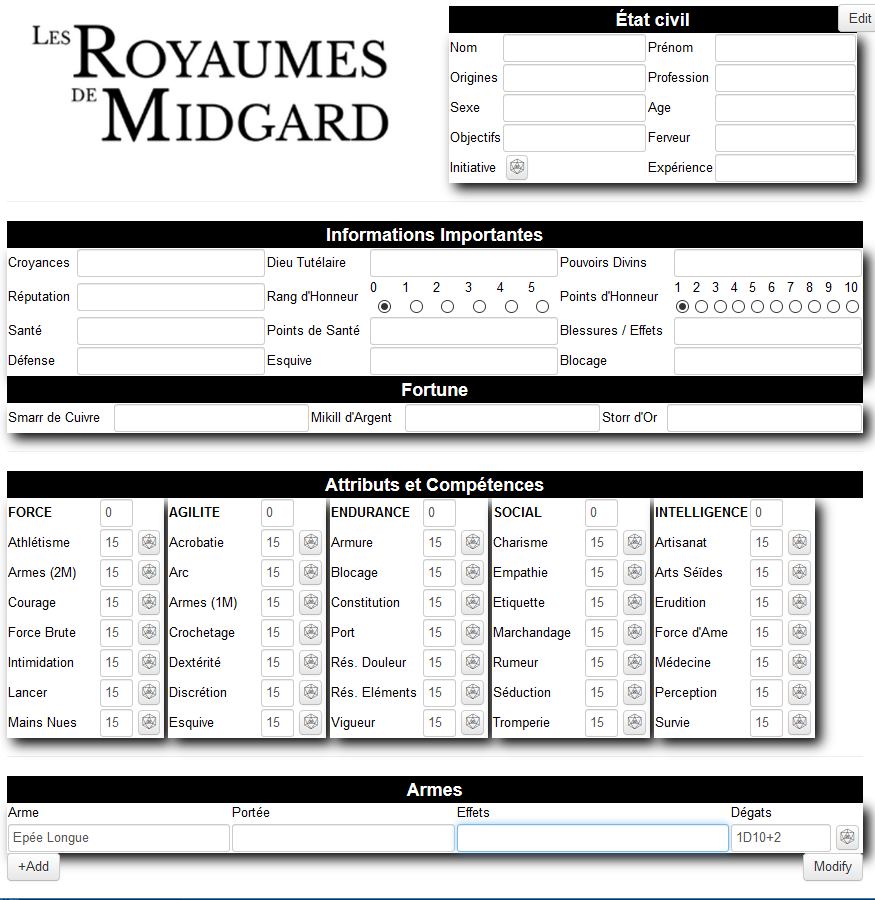 LES ROYAUMES
DE MIDGARD
État civil Edit
Nom Prénom
Origines Profession
Sexe Age
Objectifs Ferveur
Initiative Expérience
Informations Importantes
Croyances Dieu Tutélaire Pouvoirs Divins
0 1 2 3 4 5 1 2 3 4 5 6 7 8 9 10
Réputation Rang d'Honneur Points d'Honneur
Santé Points de Santé Blessures / Effets
Défense Esquive Blocage
Fortune
Smarr de Cuivre Mikill d'Argent Storr d'Or
Attributs et Compétences
FORCE 0 AGILITE 0 ENDURANCE 0 SOCIAL 0 INTELLIGENCE 0
Athlétisme 15 Acrobatie 15 Armure 15 Charisme 15 Artisanat 15
Armes (2M) 15 Arc 15 Blocage 15 Empathie 15 Arts Séïdes 15
Courage 15 Armes (1M) 15 Constitution 15 Etiquette 15 Erudition 15
Force Brute 15 Crochetage 15 Port 15 Marchandage 15 Force d'Ame 15
Intimidation 15 Dextérité 15 Rés. Douleur 15 Rumeur 15 Médecine 15
Lancer 15 Discrétion 15 Rés. Eléments 15 Séduction 15 Perception 15
Mains Nues 15 Esquive 15 Vigueur 15 Tromperie 15 Survie 15
Armes
Arme Portée Effets Dégats
Epée Longue 1D10+2
+Add Modify